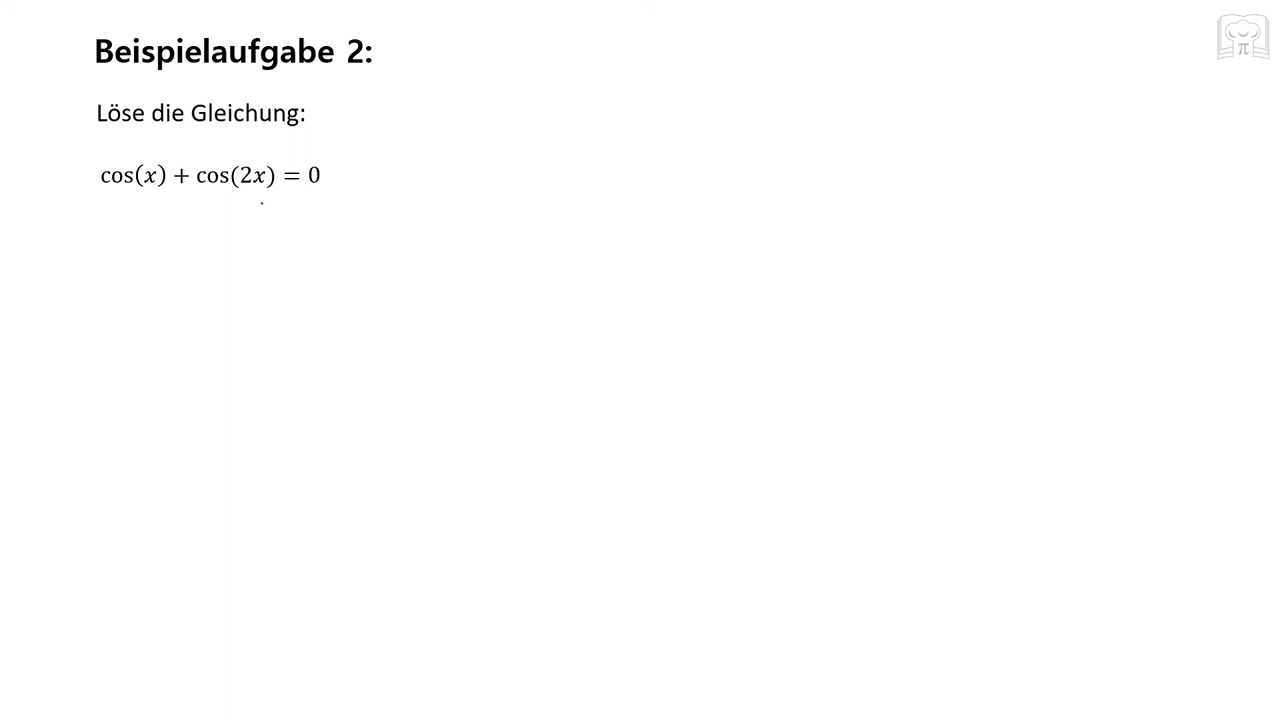 Beispielaufgabe 2:
Löse die Gleichung:
cos(x) + cos(2x) = 0
π